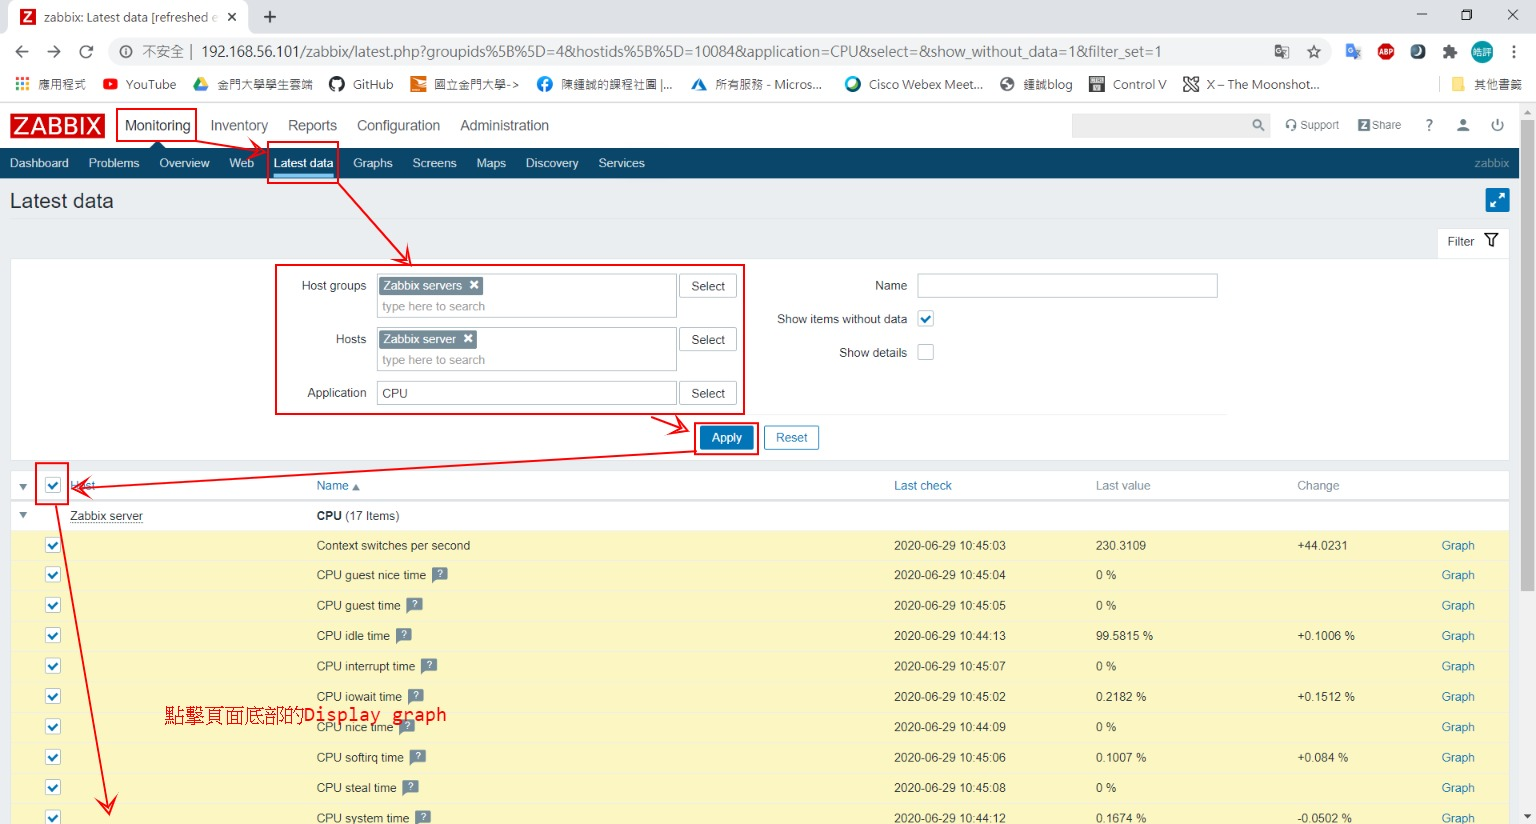 zabbix: Latest data [refreshed e
不安全 | 192.168.56.101/zabbix/latest.php?groupids%5B%5D=4&hostids%5B%5D=10084&application=CPU&select=&show_without_data=1&filter_set=1
ABP
皓評
應用程式 YouTube 金門大學學生雲端 GitHub 國立金門大學-> 陳鍾誠的課程社團 |... 所有服務 - Micros... Cisco Webex Meet... 鍾誠blog Control V X – The Moonshot... 其他書籤
ZABBIX Monitoring Inventory Reports Configuration Administration Support Share ?
Dashboard Problems Overview Web Latest data Graphs Screens Maps Discovery Services zabbix
Latest data
Filter
Host groups Zabbix servers Select Name
type here to search
Show items without data
Hosts Zabbix server Select
type here to search Show details
Application CPU Select
Apply Reset
Host Name Last check Last value Change
Zabbix server CPU (17 Items)
Context switches per second 2020-06-29 10:45:03 230.3109 +44.0231 Graph
CPU guest nice time ? 2020-06-29 10:45:04 0 % Graph
CPU guest time ? 2020-06-29 10:45:05 0 % Graph
CPU idle time ? 2020-06-29 10:44:13 99.5815 % +0.1006 % Graph
CPU interrupt time ? 2020-06-29 10:45:07 0 % Graph
CPU iowait time ? 2020-06-29 10:45:02 0.2182 % +0.1512 % Graph
點擊頁面底部的Display graph
CPU nice time ? 2020-06-29 10:44:09 0 % Graph
CPU softirq time ? 2020-06-29 10:45:06 0.1007 % +0.084 % Graph
CPU steal time ? 2020-06-29 10:45:08 0 % Graph
CPU system time ? 2020-06-29 10:44:12 0.1674 % -0.0502 % Graph